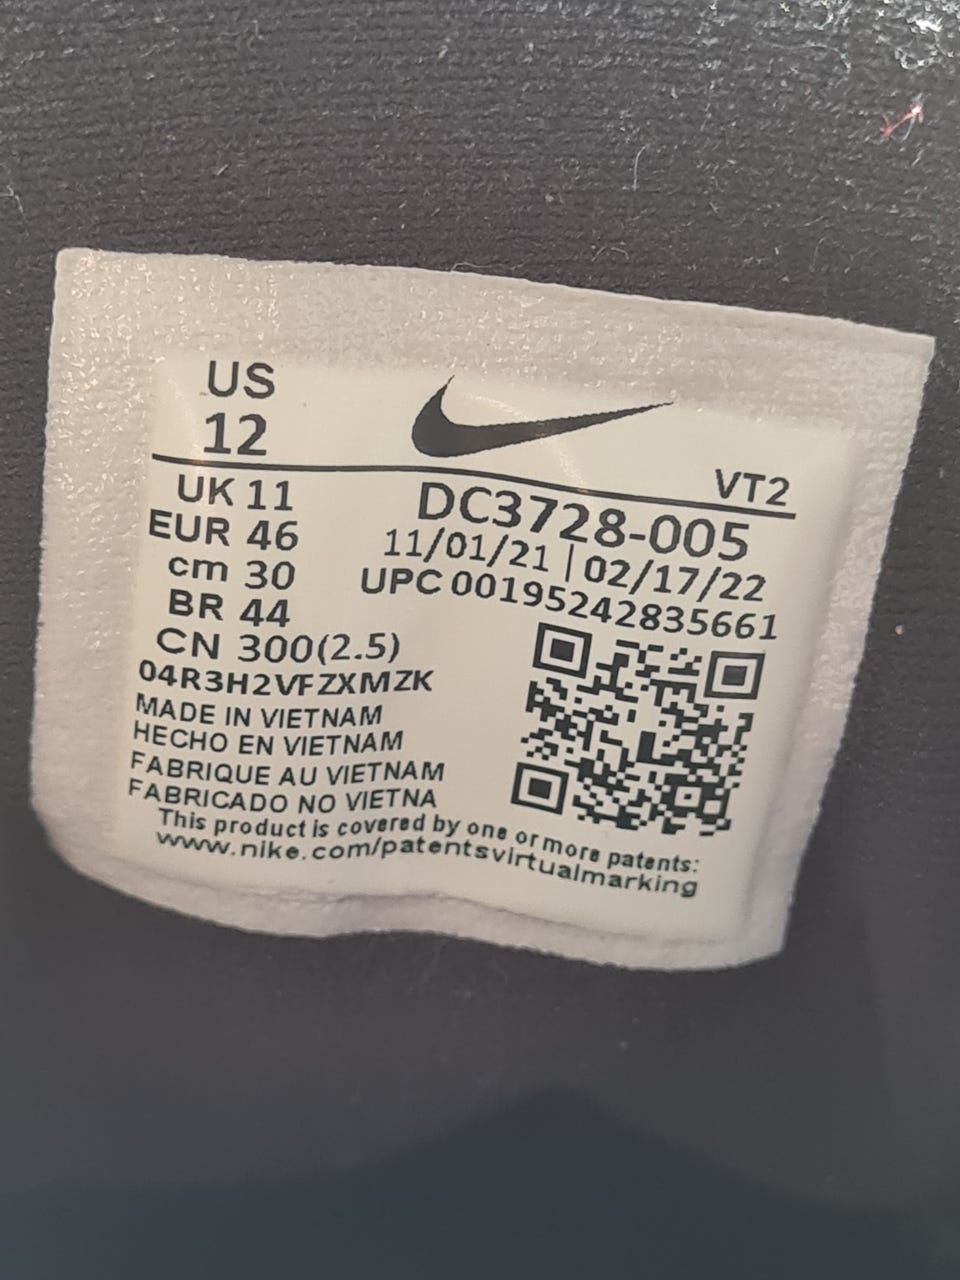 US
12
VT2
UK 11
EUR 46
cm 30
BR 44
CN 300(2.5)
DC3728-005
11/01/21 | 02/17/22
UPC 00195242835661
04R3H2VFZXMZK
MADE IN VIETNAM
HECHO EN VIETNAM
FABRIQUE AU VIETNAM
FABRICADO NO VIETNA
This product is covered by one or more patents:
www.nike.com/patentsvirtualmarking